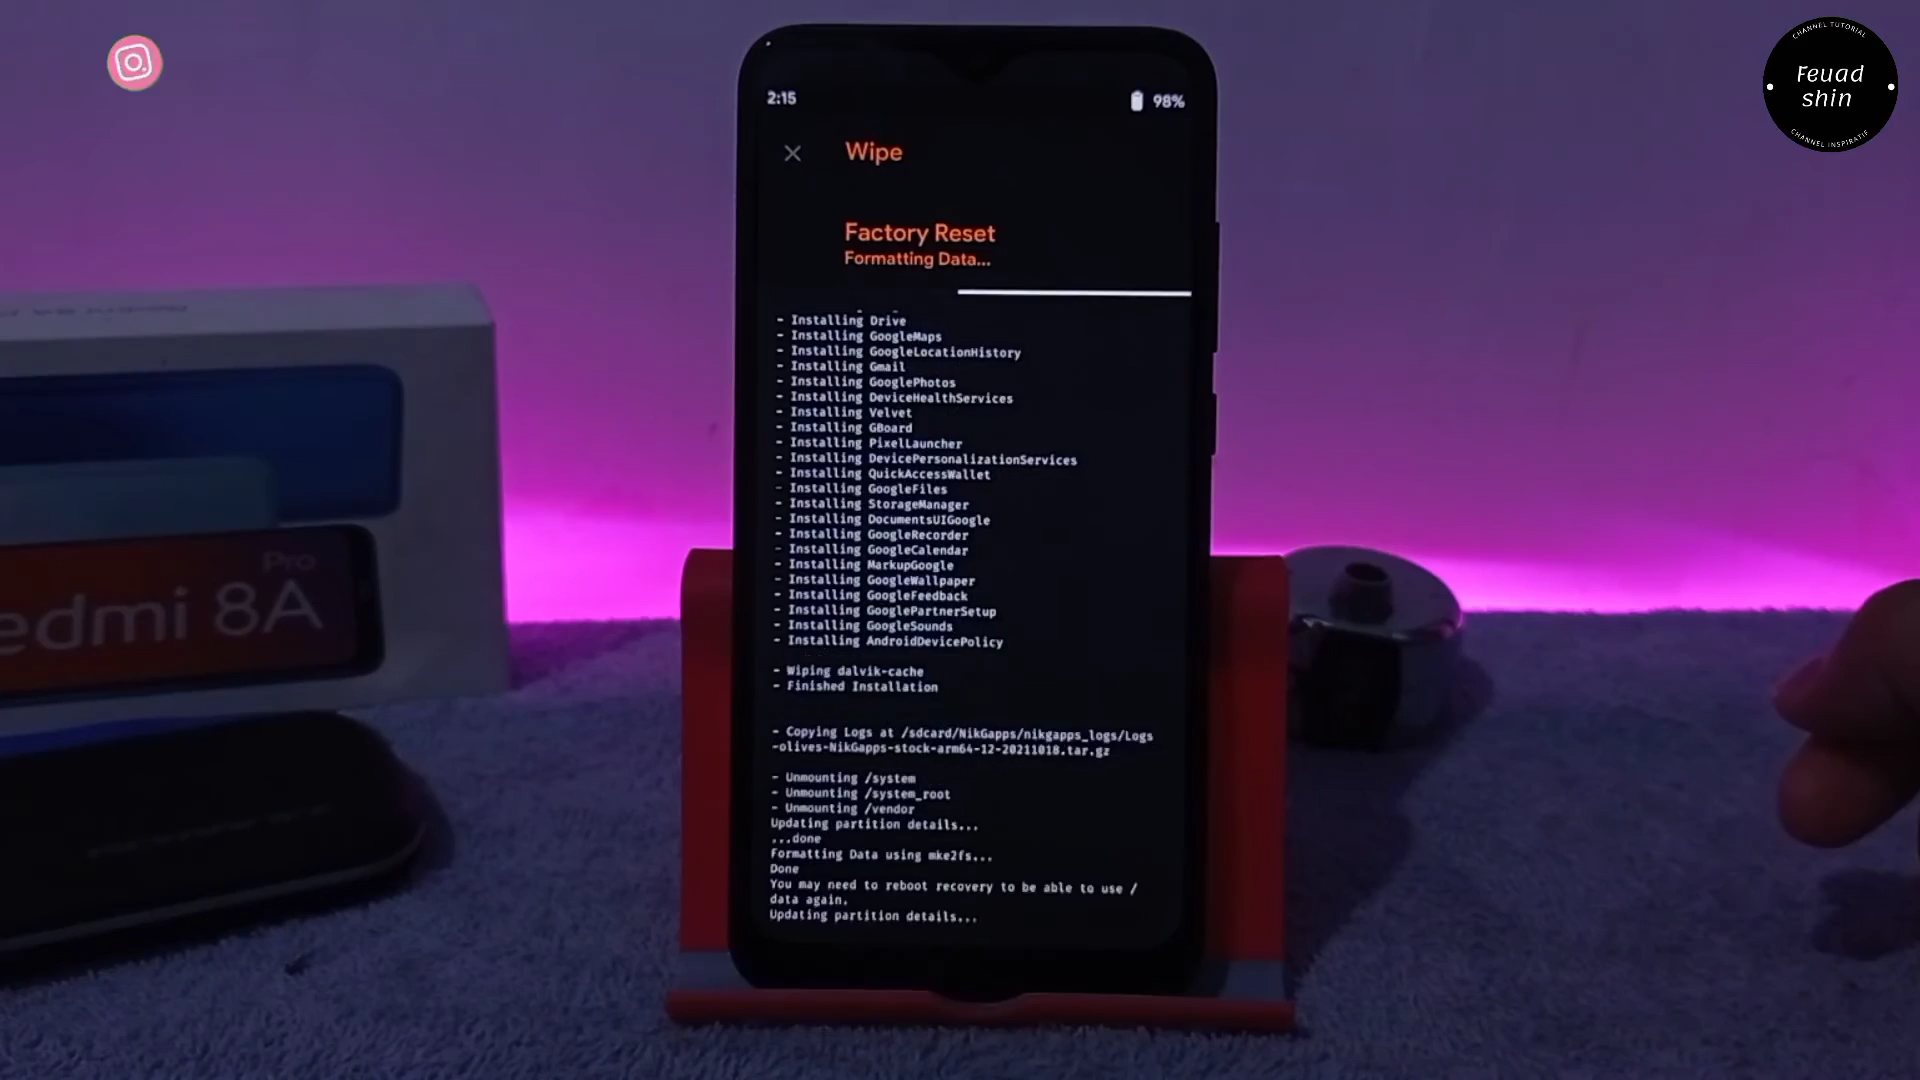 CHANNEL TUTORIAL
Feuad
shin
CHANNEL INSPIRATIF
2:15
98%
Wipe
Factory Reset
Formatting Data...
- Installing Drive
- Installing GoogleMaps
- Installing GoogleLocationHistory
- Installing Gmail
- Installing GooglePhotos
- Installing DeviceHealthServices
- Installing Velvet
- Installing GBoard
- Installing PixelLauncher
- Installing DevicePersonalizationServices
- Installing QuickAccessWallet
- Installing GoogleFiles
- Installing StorageManager
- Installing DocumentsUIGoogle
- Installing GoogleRecorder
- Installing GoogleCalendar
- Installing MarkupGoogle
- Installing GoogleWallpaper
- Installing GoogleFeedback
- Installing GooglePartnerSetup
- Installing GoogleSounds
- Installing AndroidDevicePolicy
- Wiping dalvik-cache
- Finished Installation
- Copying Logs at /sdcard/NikGapps/nikgapps_logs/Logs
-olives-NikGapps-stock-arm64-12-20211018.tar.gz
- Unmounting /system
- Unmounting /system_root
- Unmounting /vendor
Updating partition details...
...done
Formatting Data using mke2fs...
Done
You may need to reboot recovery to be able to use /
data again.
Updating partition details...
Pro
edmi 8A